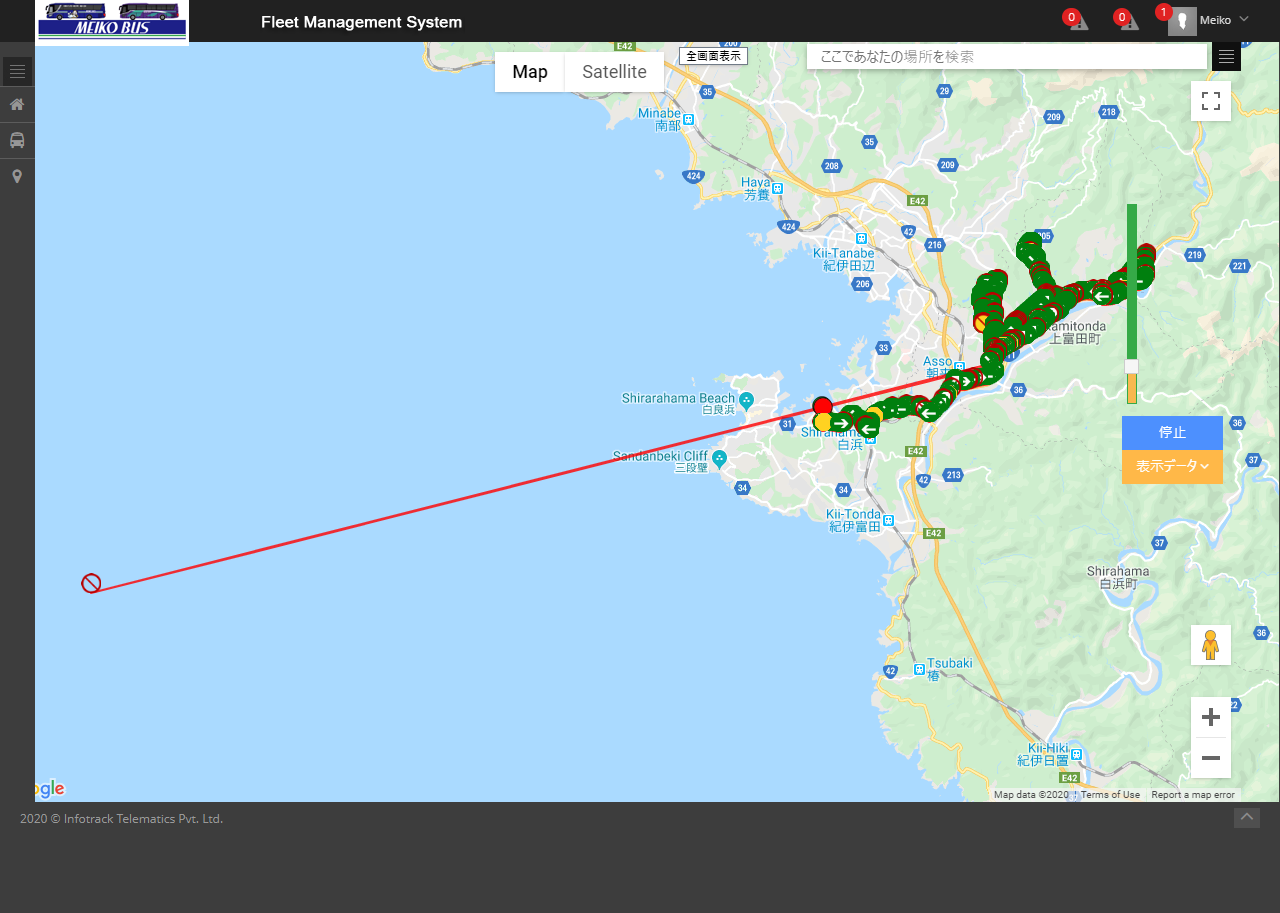 MEIKO BUS
Fleet Management System
0
0
1
Meiko
Map
Satellite
全画面表示
ここであなたの場所を検索
E42
200
35
29
209
218
Minabe
南部
35
208
209
424
Haya
芳養
E42
424
42
216
205
219
221
Kii-Tanabe
紀伊田辺
206
33
Kamitonda
上富田町
Asso
朝来
36
Shirarahama Beach
白良浜
31
Shirahama
白浜
36
停止
表示データ
Sandanbeki Cliff
三段壁
E42
42
213
37
34
34
Kii-Tonda
紀伊富田
E42
37
Shirahama
白浜町
36
42
Tsubaki
椿
22
Kii-Hiki
紀伊日置
E42
ogle
Map data ©2020
Terms of Use
Report a map error
2020 © Infotrack Telematics Pvt. Ltd.